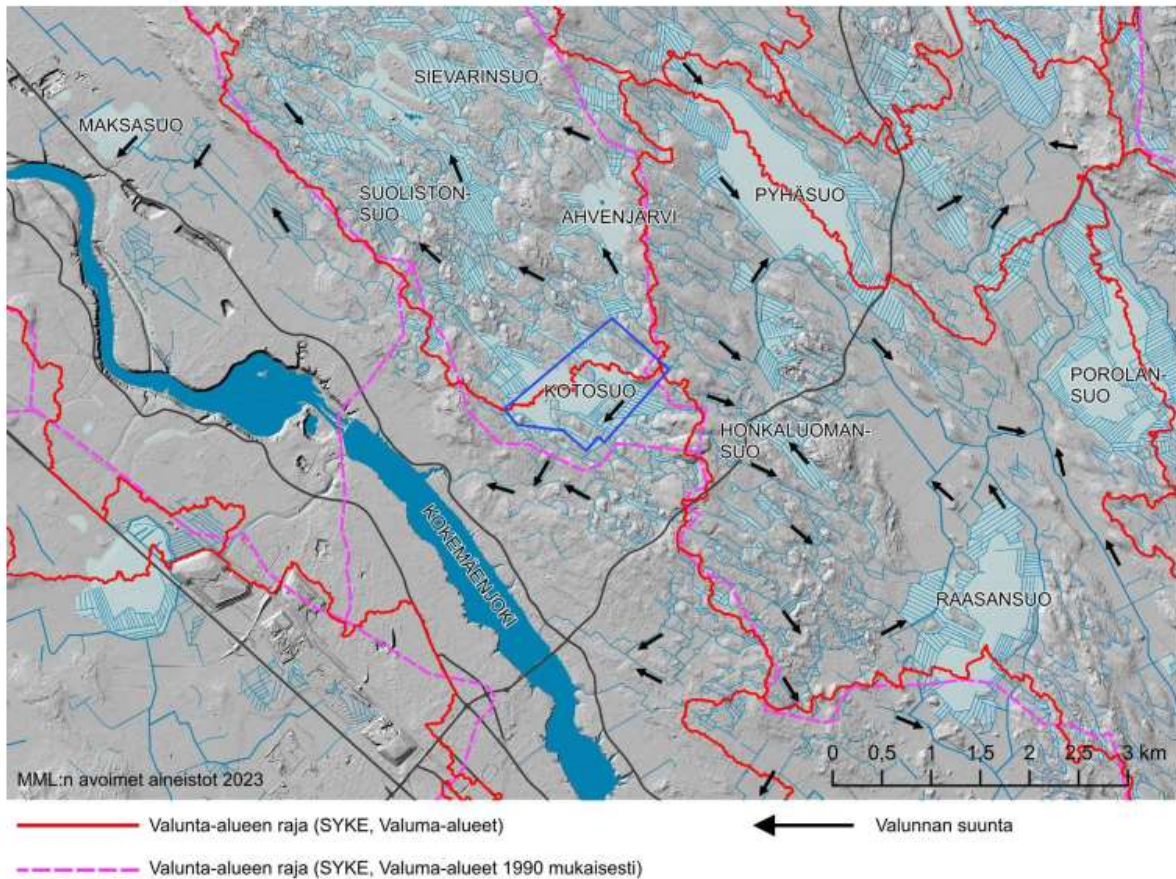 SIEVARINSUO
MAKSASUO
SUOLISTON-
SUO
AHVENJÄRVI
PYHÄSUO
KOTOSUO
POROLAN-
SUO
HONKALUOMAN-
SUO
KOKEMÄENJOKI
RAASANSUO
0 0,5 1 1,5 2 2,5 3 km
MML:n avoimet aineistot 2023
Valunta-alueen raja (SYKE, Valuma-alueet)
Valunnan suunta
Valunta-alueen raja (SYKE, Valuma-alueet 1990 mukaisesti)